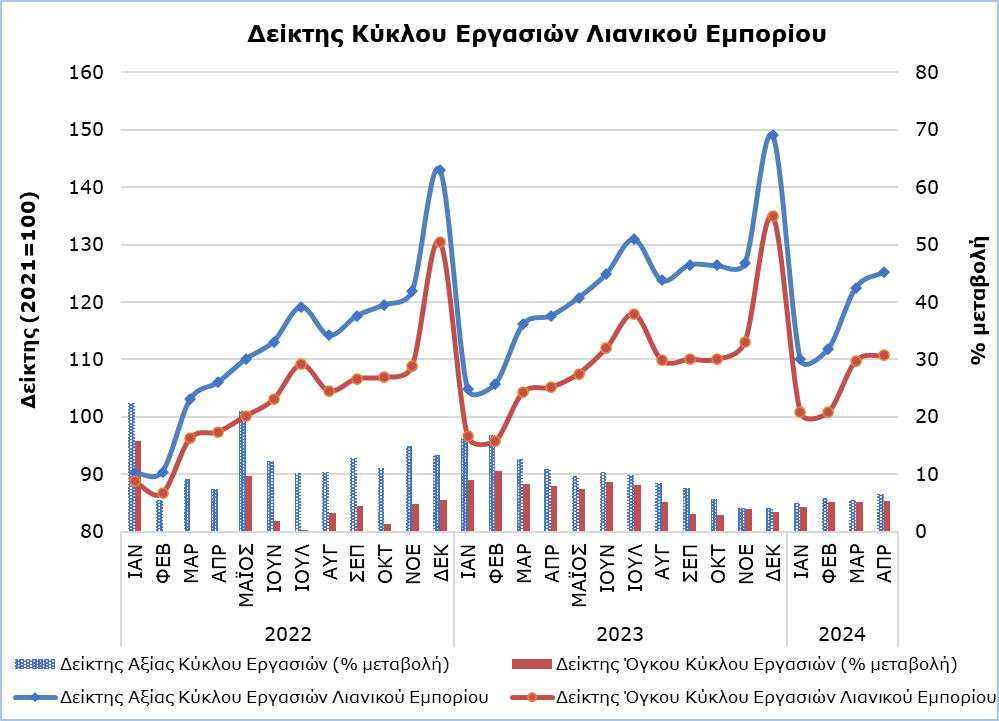 Δείκτης Κύκλου Εργασιών Λιανικού Εμπορίου
160 80
150 70
140 60
130 50
120 40
110 30
100 20
90 10
80 0
Δείκτης (2021=100)
% μεταβολή
ΙΑΝ ΦΕΒ ΜΑΡ ΑΠΡ ΜΑΪΟΣ ΙΟΥΝ ΙΟΥΛ ΑΥΓ ΣΕΠ ΟΚΤ ΝΟΕ ΔΕΚ ΙΑΝ ΦΕΒ ΜΑΡ ΑΠΡ ΜΑΪΟΣ ΙΟΥΝ ΙΟΥΛ ΑΥΓ ΣΕΠ ΟΚΤ ΝΟΕ ΔΕΚ ΙΑΝ ΦΕΒ ΜΑΡ ΑΠΡ
2022 2023 2024
Δείκτης Αξίας Κύκλου Εργασιών (% μεταβολή) Δείκτης Όγκου Κύκλου Εργασιών (% μεταβολή)
Δείκτης Αξίας Κύκλου Εργασιών Λιανικού Εμπορίου Δείκτης Όγκου Κύκλου Εργασιών Λιανικού Εμπορίου